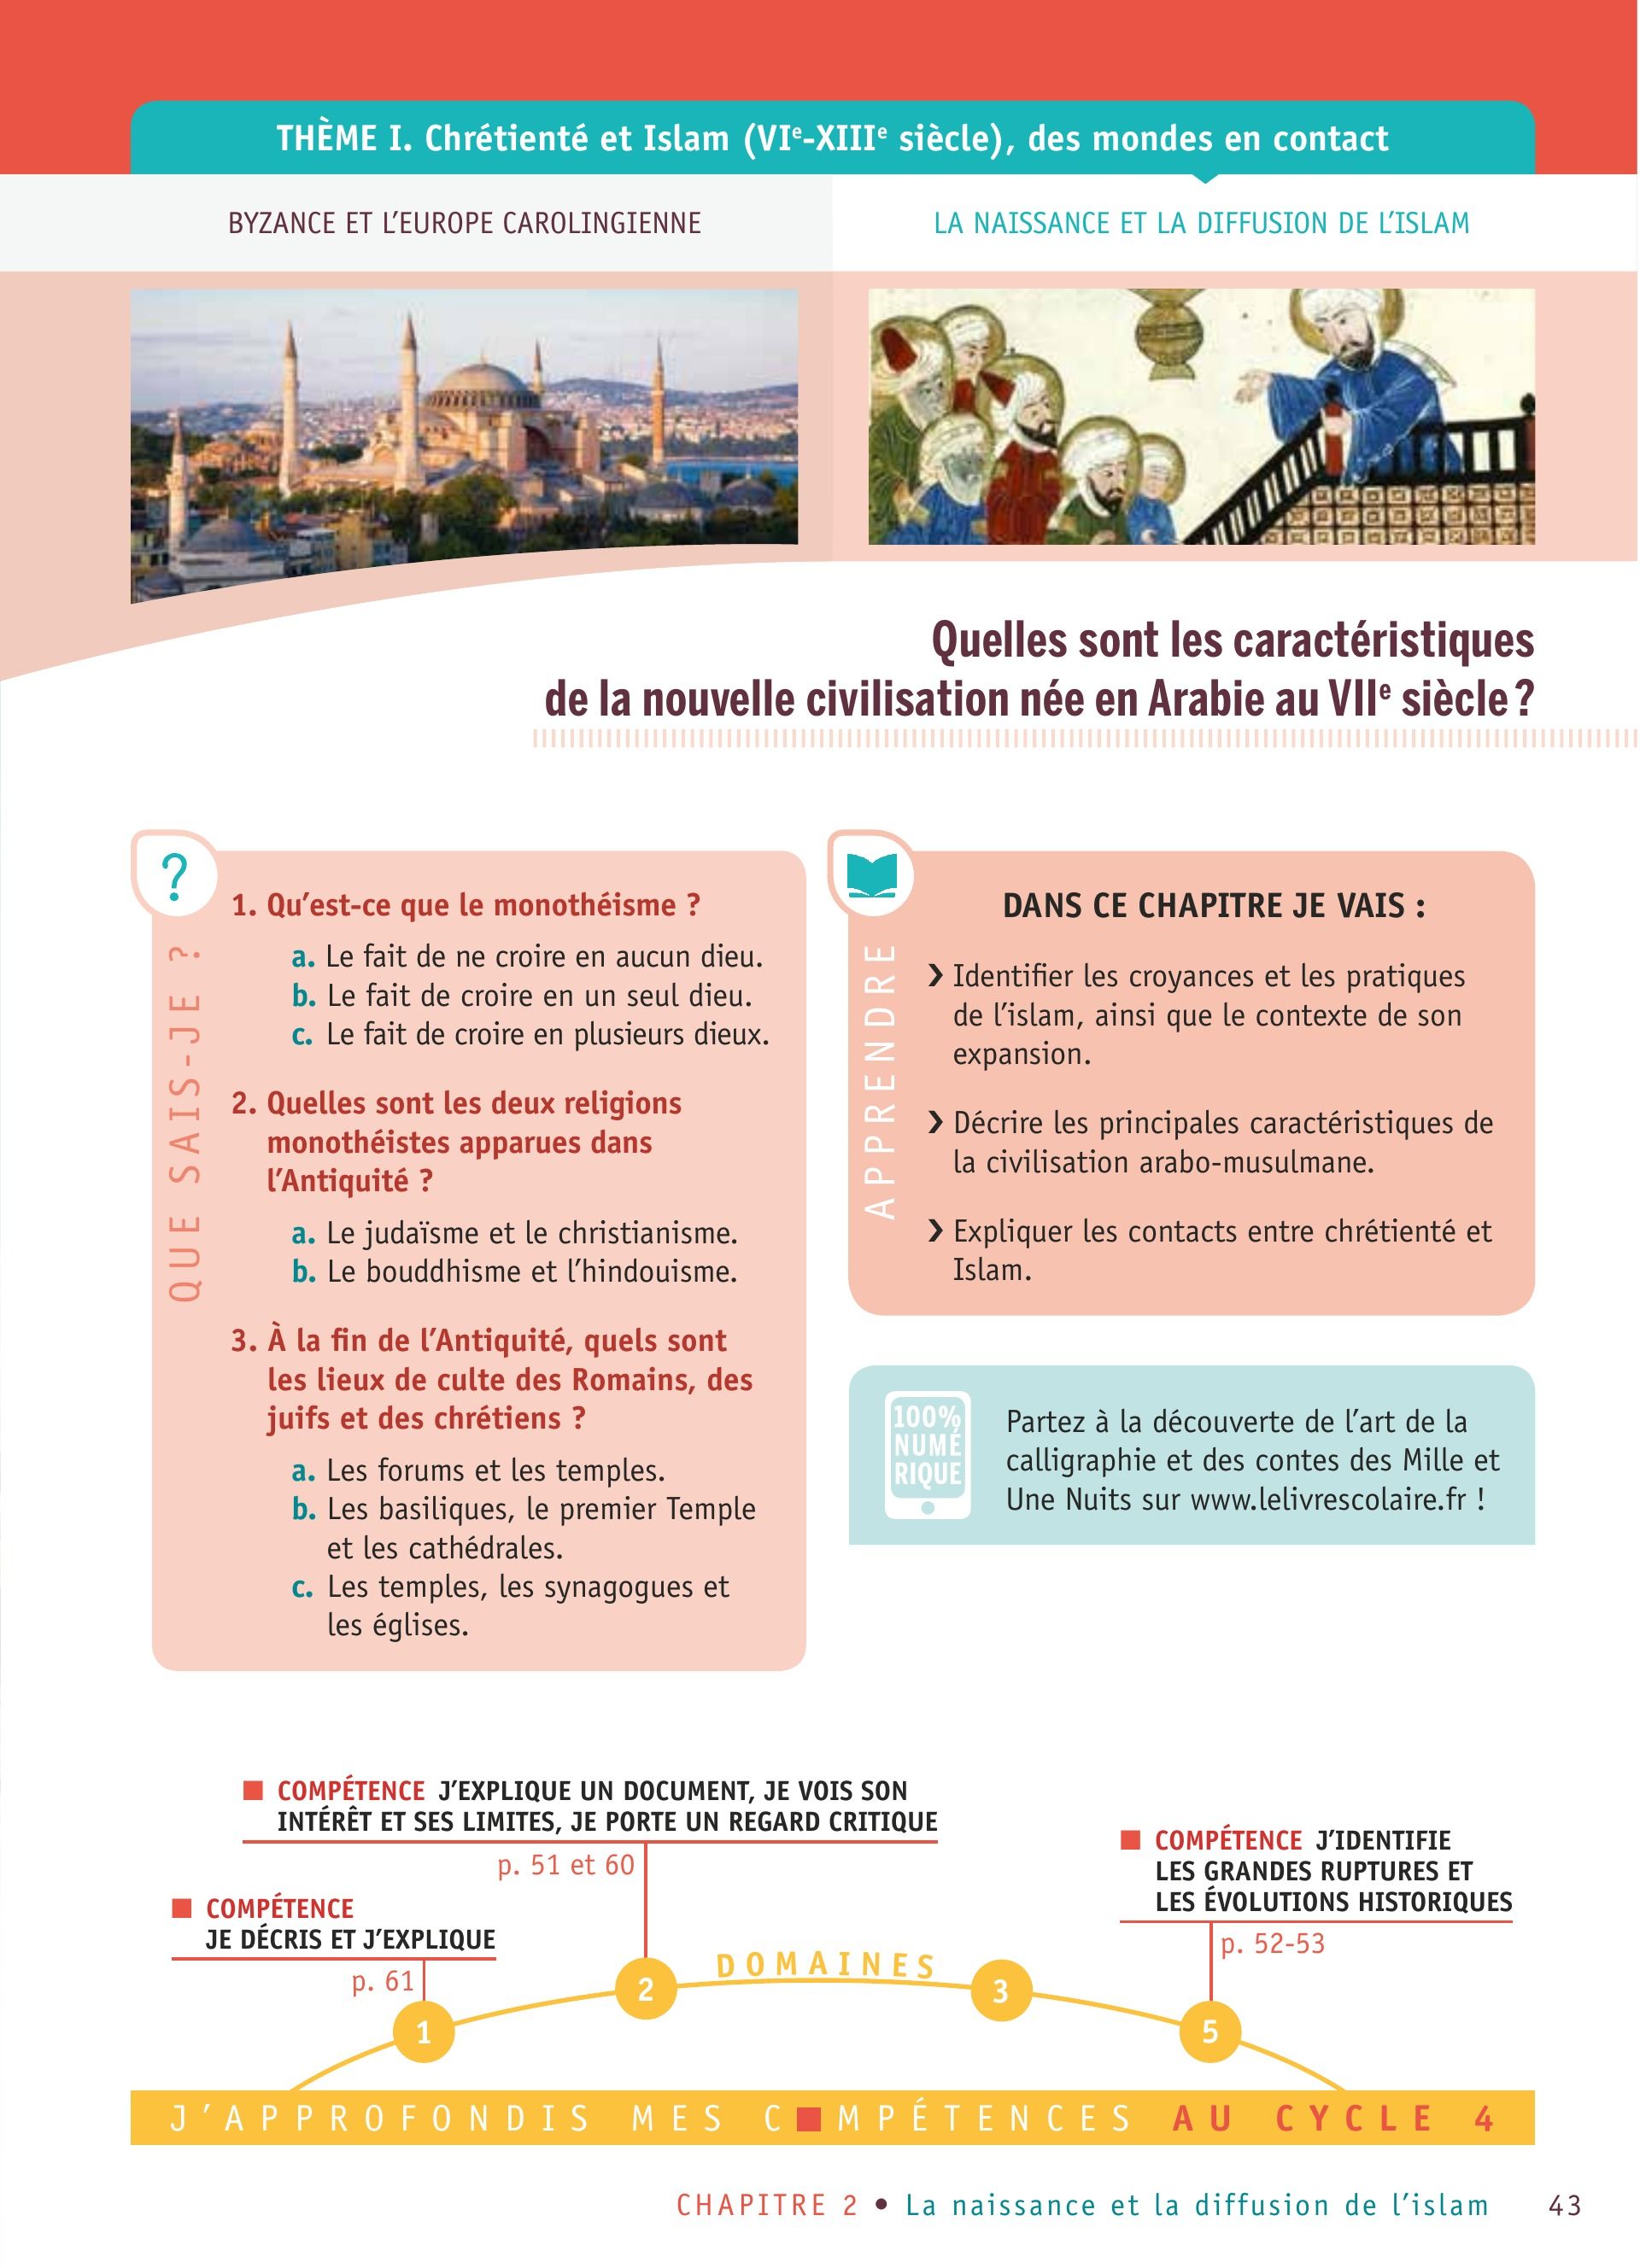 THÈME I. Chrétienté et Islam (VIe-XIIIe siècle), des mondes en contact
BYZANCE ET L'EUROPE CAROLINGIENNE
LA NAISSANCE ET LA DIFFUSION DE L'ISLAM
Quelles sont les caractéristiques
de la nouvelle civilisation née en Arabie au VIIe siècle ?
?
QUE SAIS-JE ?
1. Qu'est-ce que le monothéisme ?
a. Le fait de ne croire en aucun dieu.
b. Le fait de croire en un seul dieu.
c. Le fait de croire en plusieurs dieux.
2. Quelles sont les deux religions
monothéistes apparues dans
l'Antiquité ?
a. Le judaïsme et le christianisme.
b. Le bouddhisme et l'hindouisme.
3. À la fin de l'Antiquité, quels sont
les lieux de culte des Romains, des
juifs et des chrétiens ?
a. Les forums et les temples.
b. Les basiliques, le premier Temple
et les cathédrales.
c. Les temples, les synagogues et
les églises.
APPRENDRE
DANS CE CHAPITRE JE VAIS :
❯ Identifier les croyances et les pratiques
de l'islam, ainsi que le contexte de son
expansion.
❯ Décrire les principales caractéristiques de
la civilisation arabo-musulmane.
❯ Expliquer les contacts entre chrétienté et
Islam.
100%
NUMÉ
RIQUE
Partez à la découverte de l'art de la
calligraphie et des contes des Mille et
Une Nuits sur www.lelivrescolaire.fr !
■ COMPÉTENCE J'EXPLIQUE UN DOCUMENT, JE VOIS SON
INTÉRÊT ET SES LIMITES, JE PORTE UN REGARD CRITIQUE
p. 51 et 60
■ COMPÉTENCE
JE DÉCRIS ET J'EXPLIQUE
p. 61
■ COMPÉTENCE J'IDENTIFIE
LES GRANDES RUPTURES ET
LES ÉVOLUTIONS HISTORIQUES
p. 52-53
DOMAINES
1
2
3
5
J'APPROFONDIS MES C■MPÉTENCES AU CYCLE 4
CHAPITRE 2 • La naissance et la diffusion de l'islam 43